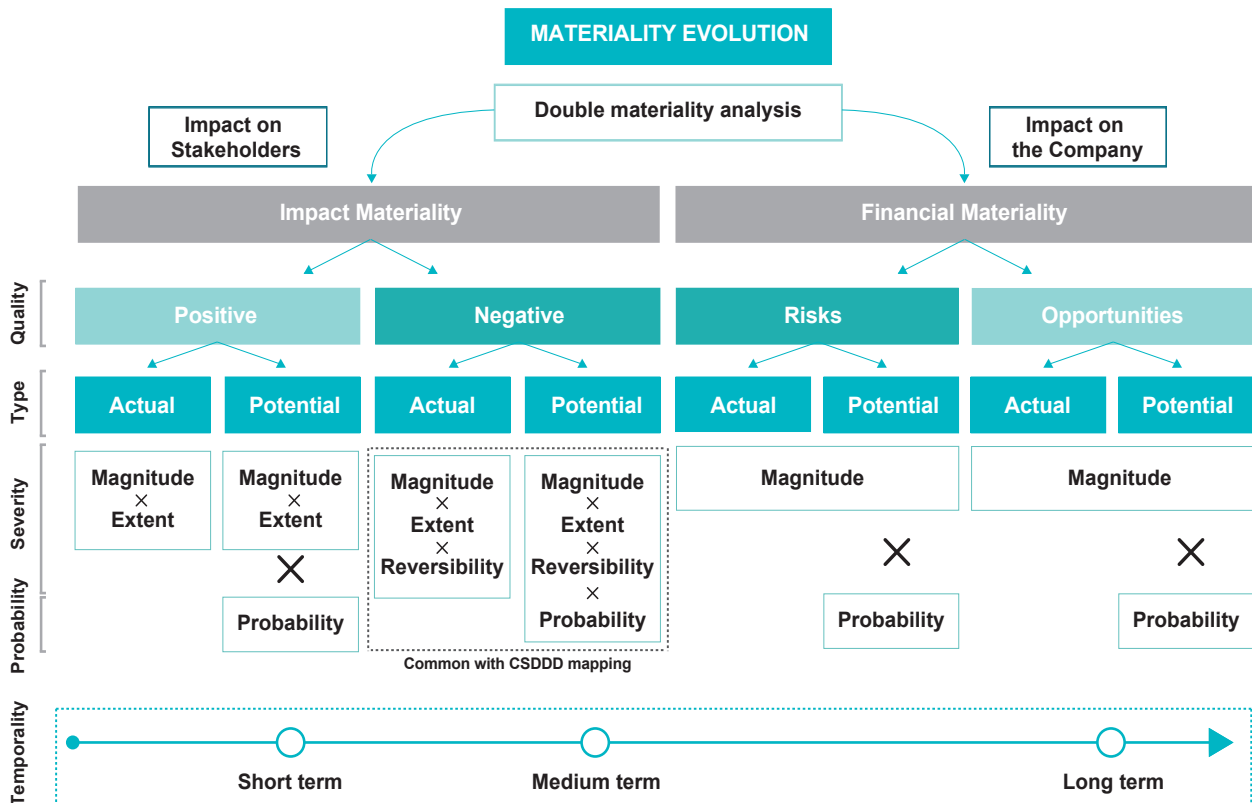 MATERIALITY EVOLUTION
Double materiality analysis
Impact on
Stakeholders
Impact on
the Company
Impact Materiality
Financial Materiality
Quality
Positive
Negative
Risks
Opportunities
Type
Actual
Potential
Actual
Potential
Actual
Potential
Actual
Potential
Severity
Magnitude
×
Extent
Magnitude
×
Extent
×
Probability
Magnitude
×
Extent
×
Reversibility
Magnitude
×
Extent
×
Reversibility
×
Probability
Magnitude
×
Probability
Magnitude
×
Probability
Probability
Common with CSDDD mapping
Temporality
Short term
Medium term
Long term